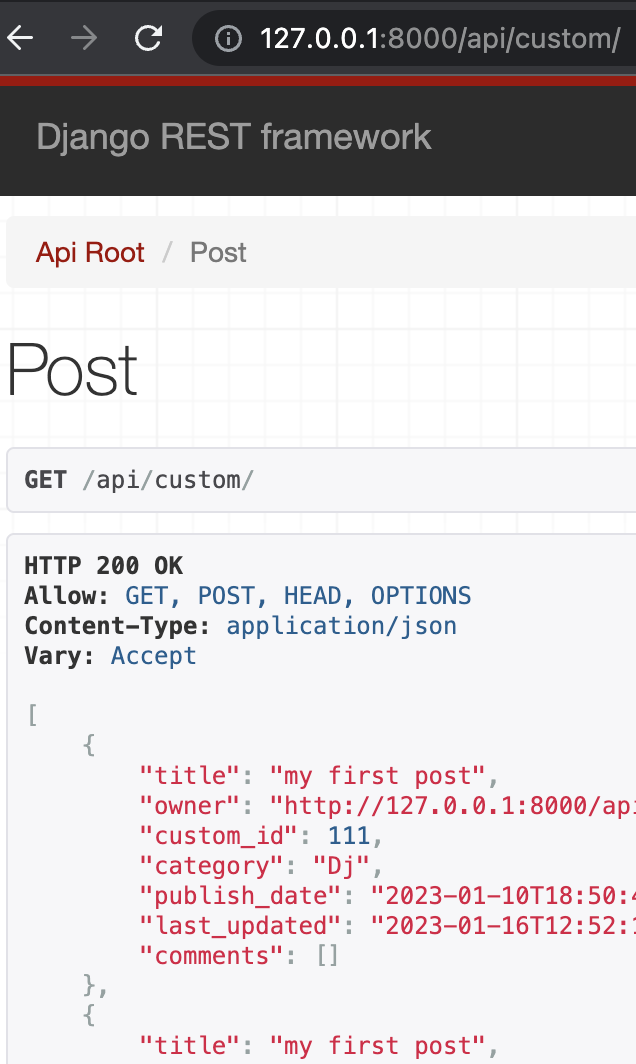 127.0.0.1:8000/api/custom/
Django REST framework
Api Root / Post
Post
GET /api/custom/
HTTP 200 OK
Allow: GET, POST, HEAD, OPTIONS
Content-Type: application/json
Vary: Accept
[
{
"title": "my first post",
"owner": "http://127.0.0.1:8000/api
"custom_id": 111,
"category": "Dj",
"publish_date": "2023-01-10T18:50:4
"last_updated": "2023-01-16T12:52:1
"comments": []
},
{
"title": "my first post",